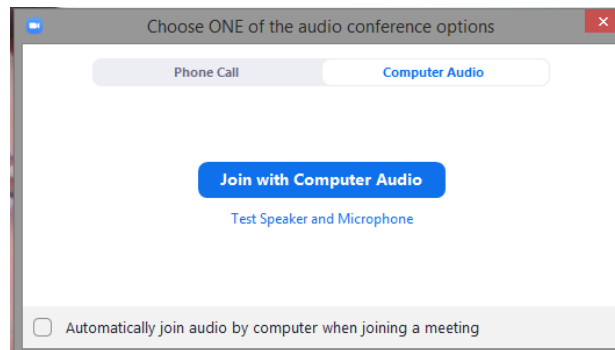 Choose ONE of the audio conference options
Phone Call
Computer Audio
Join with Computer Audio
Test Speaker and Microphone
Automatically join audio by computer when joining a meeting